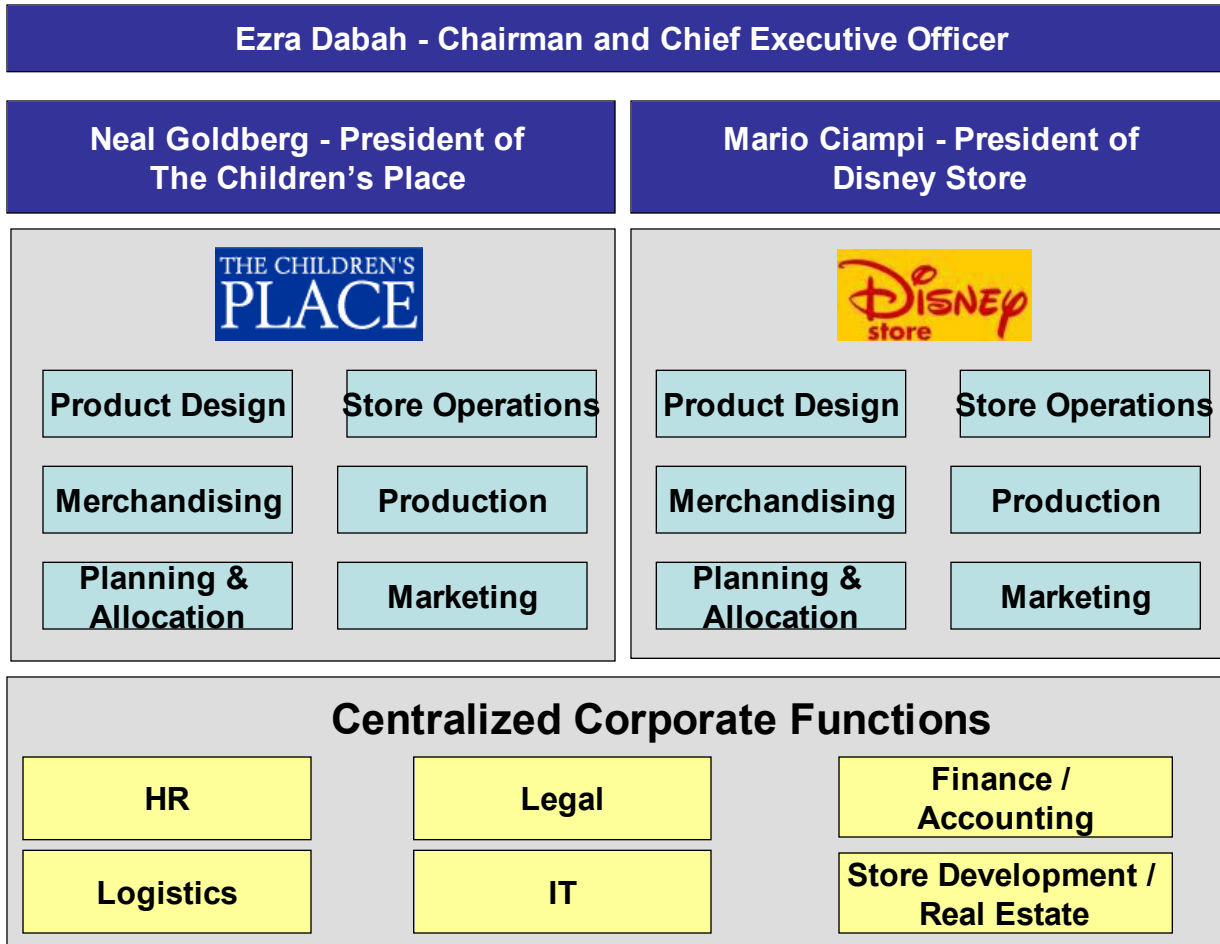 Ezra Dabah - Chairman and Chief Executive Officer
Neal Goldberg - President of
The Children’s Place
Mario Ciampi - President of
Disney Store
THE CHILDREN'S
PLACE
Product Design
Store Operations
Merchandising
Production
Planning &
Allocation
Marketing
Disney
store
Product Design
Store Operations
Merchandising
Production
Planning &
Allocation
Marketing
Centralized Corporate Functions
HR
Legal
Finance /
Accounting
Logistics
IT
Store Development /
Real Estate